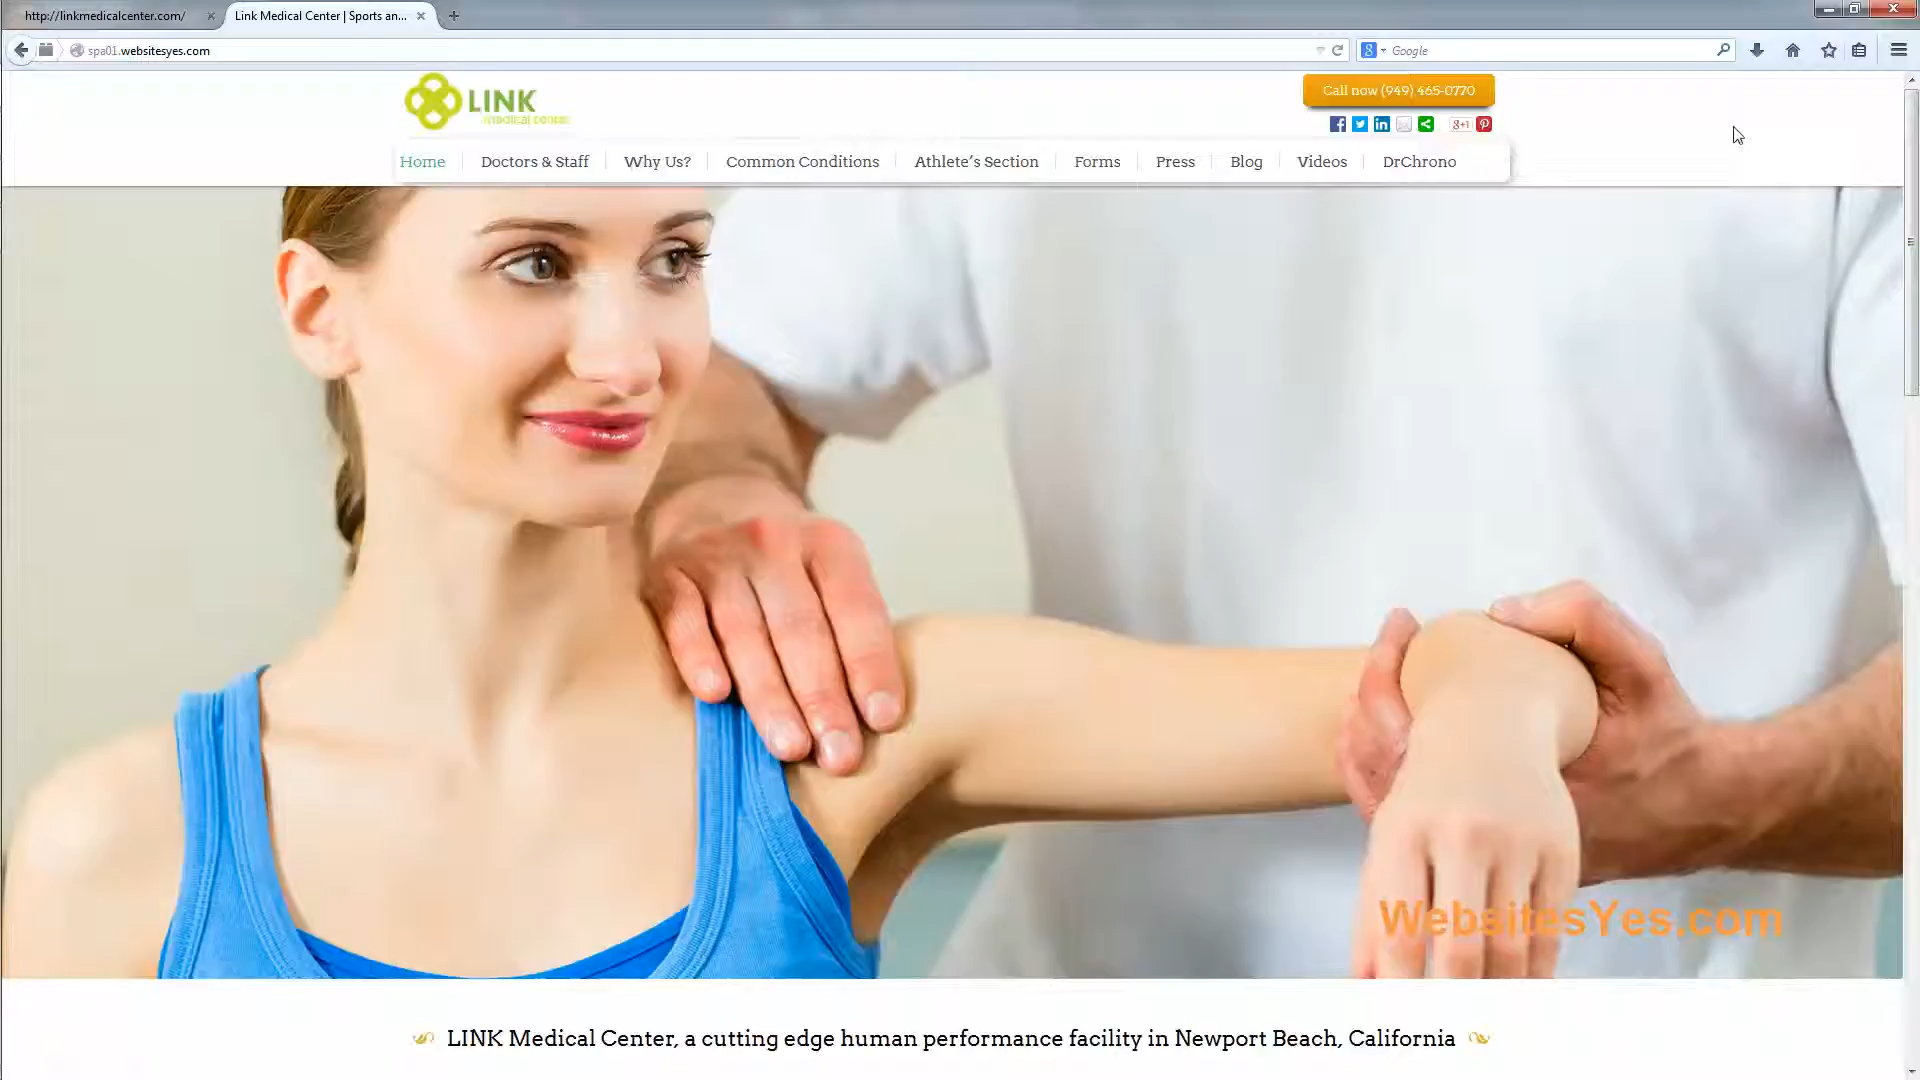 http://linkmedicalcenter.com/
Link Medical Center | Sports an...
spa01.websitesyes.com
Google
LINK
medical center
Call now (949) 465-0770
g+1
Home
Doctors & Staff
Why Us?
Common Conditions
Athlete's Section
Forms
Press
Blog
Videos
DrChrono
WebsitesYes.com
LINK Medical Center, a cutting edge human performance facility in Newport Beach, California